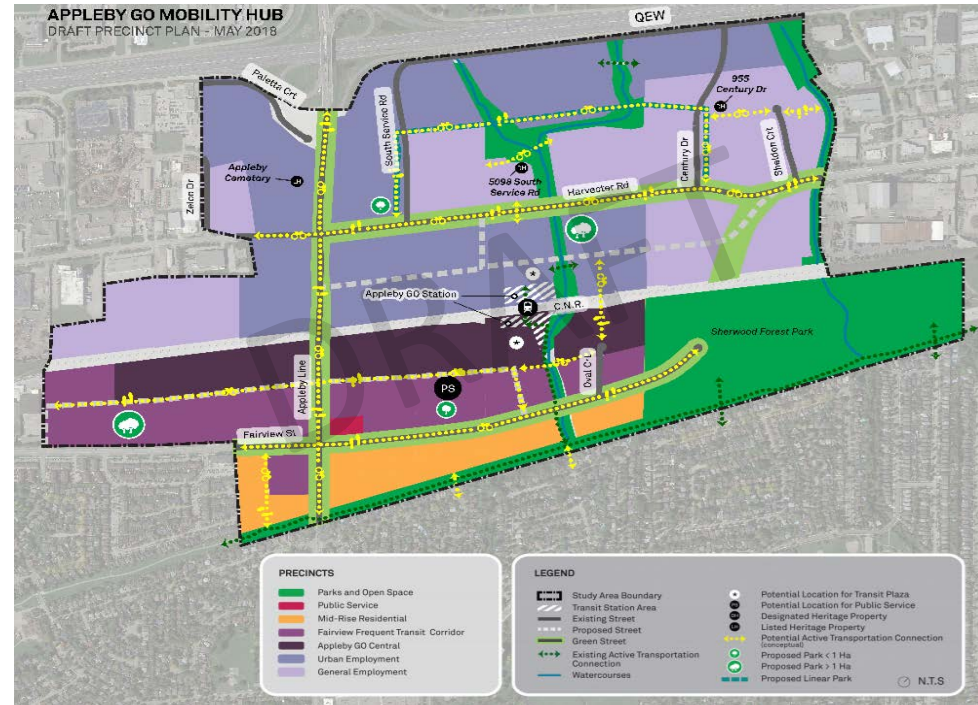 APPLEBY GO MOBILITY HUB
DRAFT PRECINCT PLAN - MAY 2018
QEW
Paletta Crt
South Service Rd
955
Century Dr
Appleby
Cemetary
Zelco Dr
5098 South
Service Rd
Century Dr
Sheldon Crt
Harvester Rd
Appleby GO Station
C.N.R.
DRAFT
Sherwood Forest Park
Appleby Line
Oval Crt
PS
Fairview St
PRECINCTS
Parks and Open Space
Public Service
Mid-Rise Residential
Fairview Frequent Transit Corridor
Appleby GO Central
Urban Employment
General Employment
LEGEND
Study Area Boundary
Transit Station Area
Existing Street
Proposed Street
Green Street
Existing Active Transportation
Connection
Watercourses
Potential Location for Transit Plaza
Potential Location for Public Service
Designated Heritage Property
Listed Heritage Property
Potential Active Transportation Connection
(conceptual)
Proposed Park < 1 Ha
Proposed Park > 1 Ha
Proposed Linear Park
N.T.S